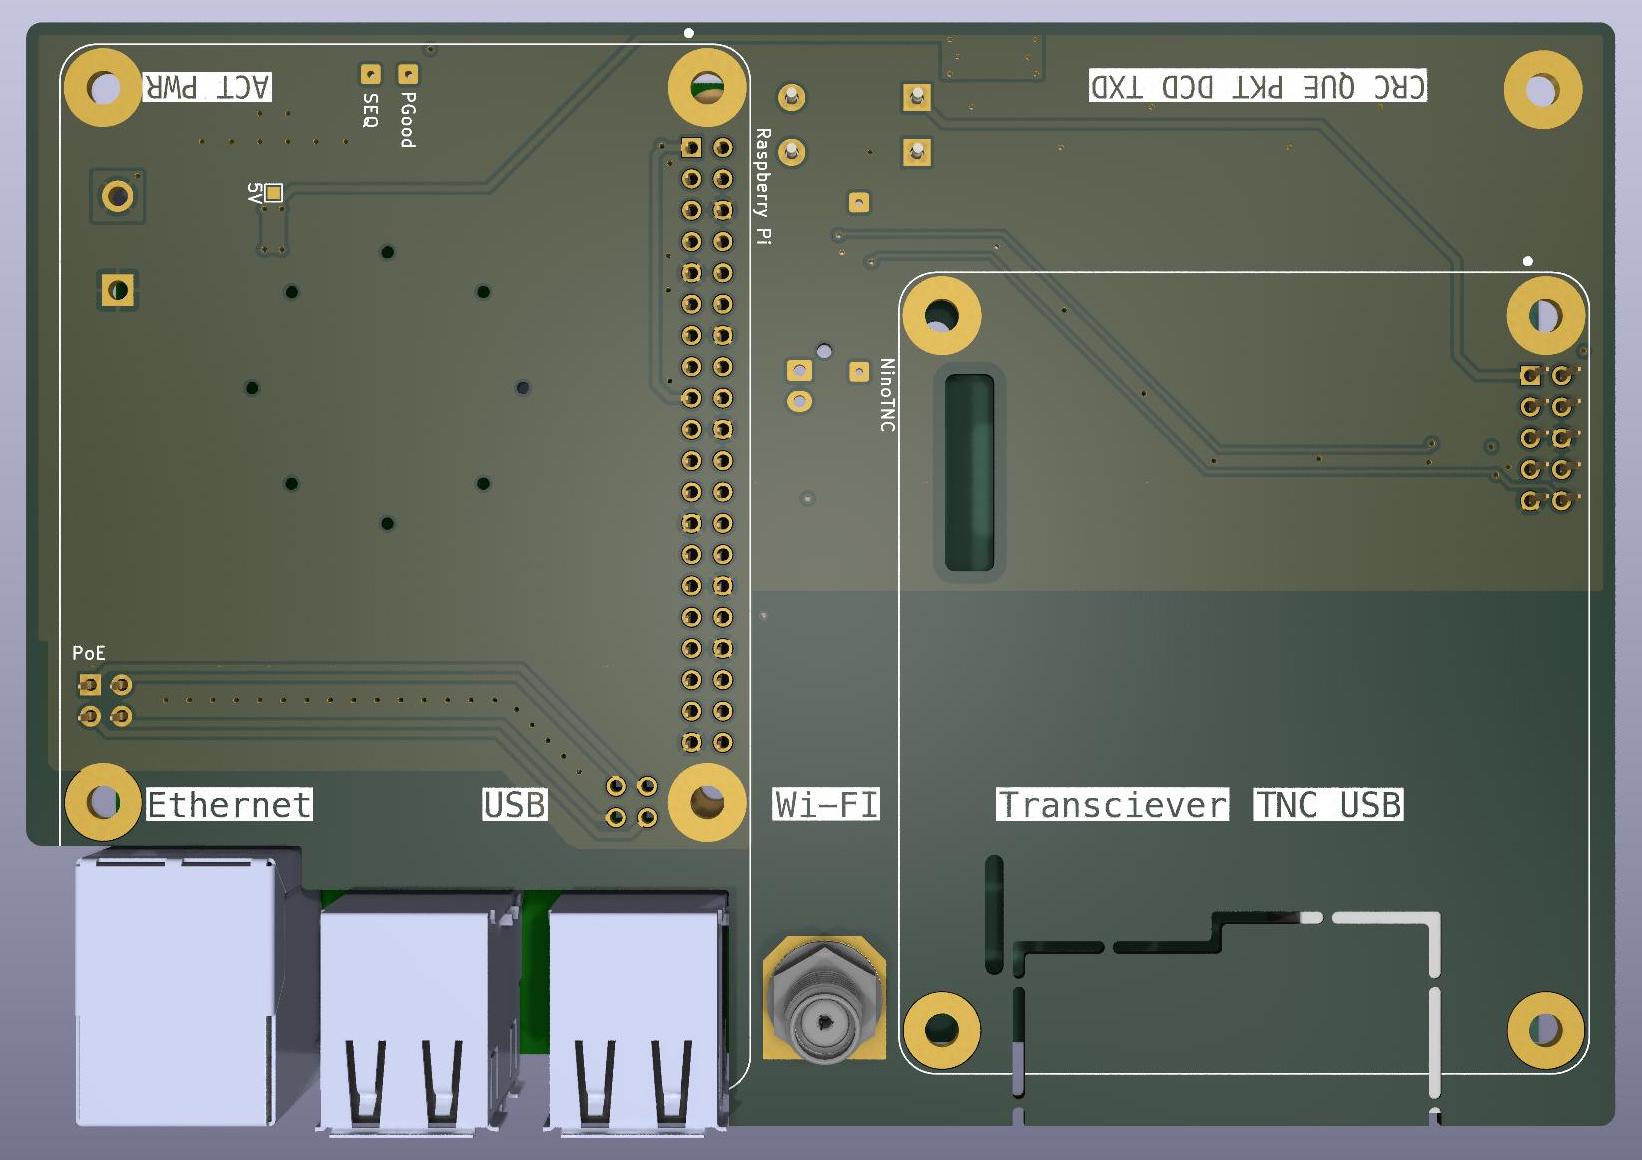 ACT PWR
SEQ
PGood
CRC QUE PKT DCD TXD
Raspberry Pi
5V
NinoTNC
PoE
Ethernet
USB
Wi-FI
Transciever
TNC USB